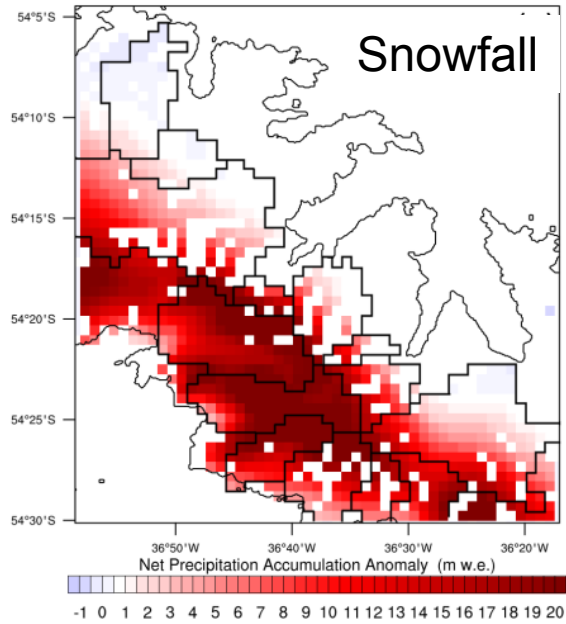 Snowfall
54°5'S
54°10'S
54°15'S
54°20'S
54°25'S
54°30'S
36°50'W 36°40'W 36°30'W 36°20'W
Net Precipitation Accumulation Anomaly (m w.e.)
-1 0 1 2 3 4 5 6 7 8 9 10 11 12 13 14 15 16 17 18 19 20